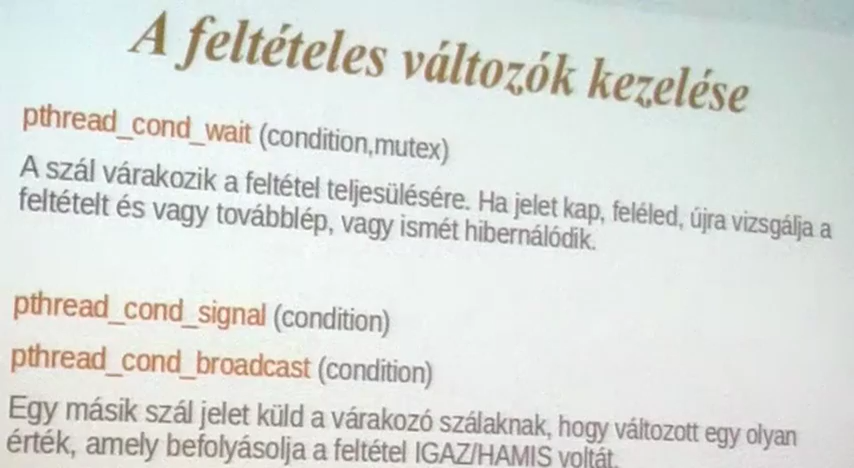 A feltételes változók kezelése
pthread_cond_wait (condition,mutex)
A szál várakozik a feltétel teljesülésére. Ha jelet kap, feléled, újra vizsgálja a
feltételt és vagy továbblép, vagy ismét hibernálódik.
pthread_cond_signal (condition)
pthread_cond_broadcast (condition)
Egy másik szál jelet küld a várakozó szálaknak, hogy változott egy olyan
érték, amely befolyásolja a feltétel IGAZ/HAMIS voltát.